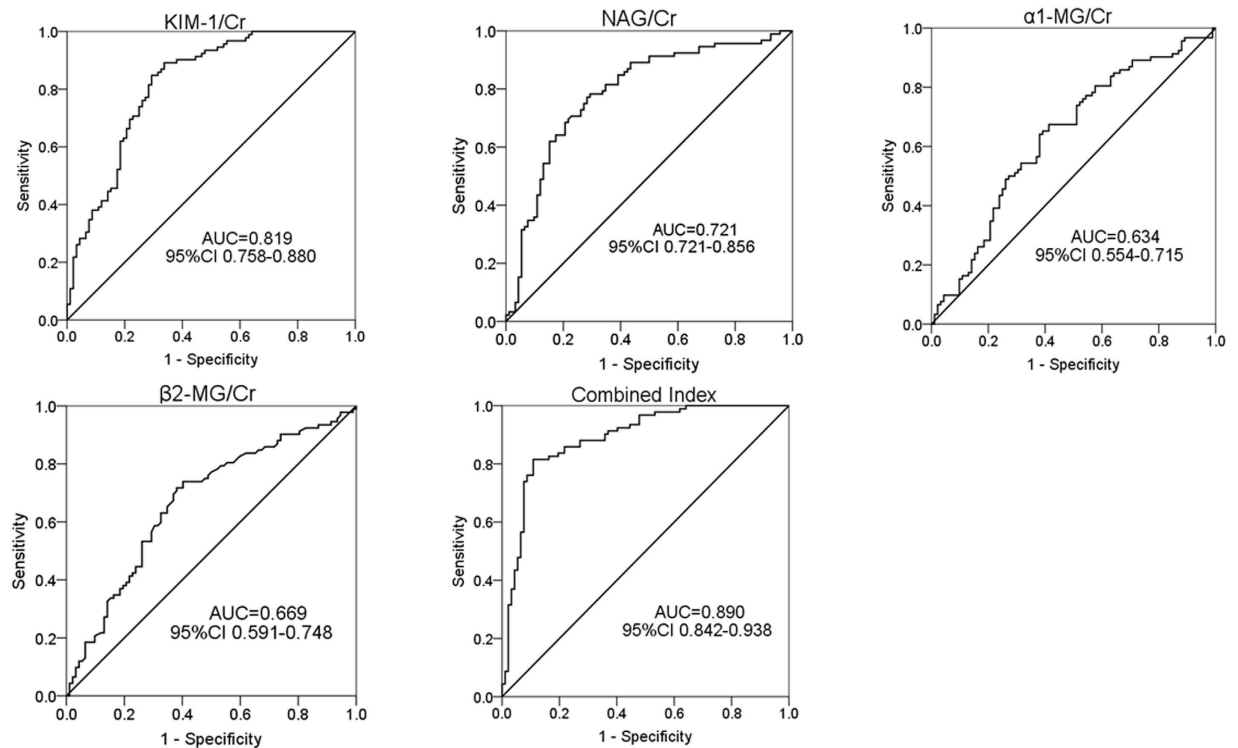 KIM-1/Cr
1.0
0.8
0.6
0.4
0.2
0.0
Sensitivity
AUC=0.819
95%CI 0.758-0.880
0.0 0.2 0.4 0.6 0.8 1.0
1 - Specificity
NAG/Cr
1.0
0.8
0.6
0.4
0.2
0.0
Sensitivity
AUC=0.721
95%CI 0.721-0.856
0.0 0.2 0.4 0.6 0.8 1.0
1 - Specificity
α1-MG/Cr
1.0
0.8
0.6
0.4
0.2
0.0
Sensitivity
AUC=0.634
95%CI 0.554-0.715
0.0 0.2 0.4 0.6 0.8 1.0
1 - Specificity
β2-MG/Cr
1.0
0.8
0.6
0.4
0.2
0.0
Sensitivity
AUC=0.669
95%CI 0.591-0.748
0.0 0.2 0.4 0.6 0.8 1.0
1 - Specificity
Combined Index
1.0
0.8
0.6
0.4
0.2
0.0
Sensitivity
AUC=0.890
95%CI 0.842-0.938
0.0 0.2 0.4 0.6 0.8 1.0
1 - Specificity